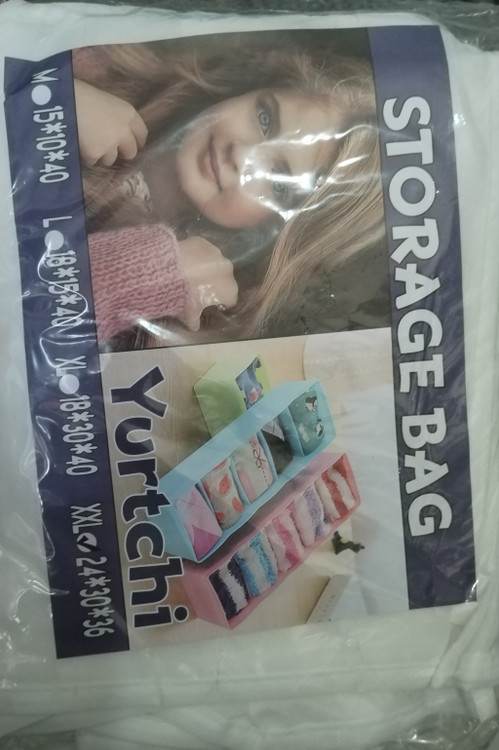 STORAGE BAG
Yurtchi
M 15*10*40 L 18*15*40 XL 18*30*40 XXL 24*30*36